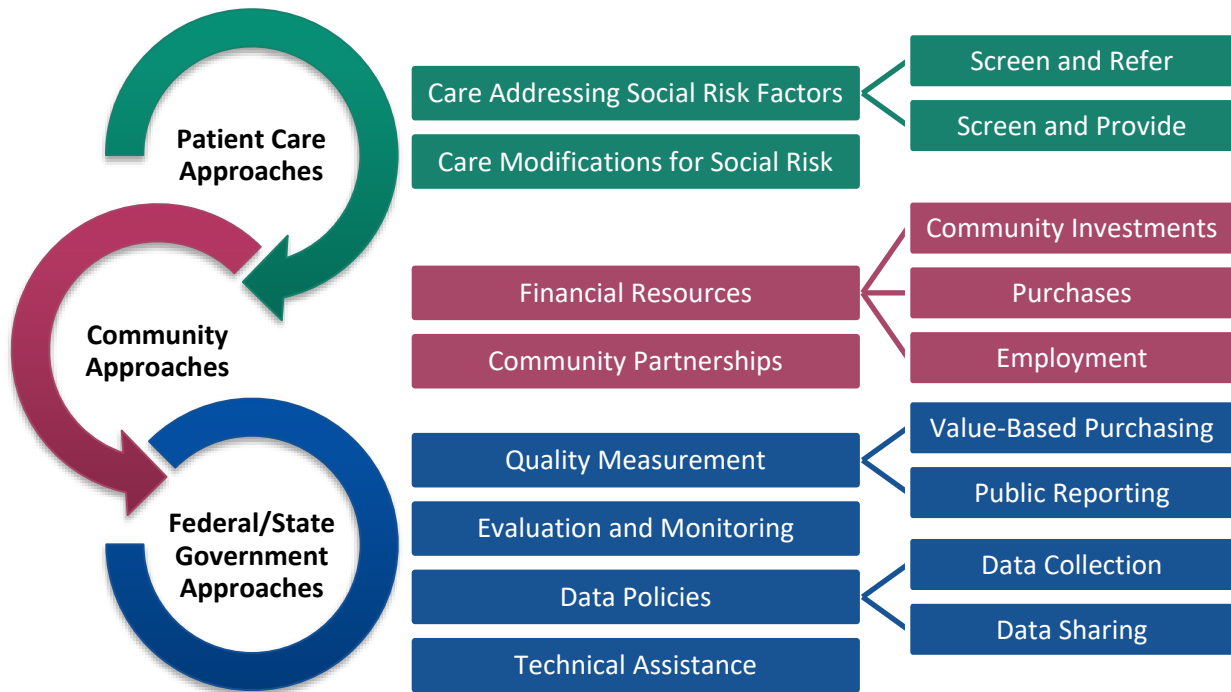 Patient Care
Approaches
Care Addressing Social Risk Factors
Screen and Refer
Screen and Provide
Care Modifications for Social Risk
Community
Approaches
Financial Resources
Community Investments
Purchases
Employment
Community Partnerships
Federal/State
Government
Approaches
Quality Measurement
Value-Based Purchasing
Public Reporting
Evaluation and Monitoring
Data Policies
Data Collection
Data Sharing
Technical Assistance